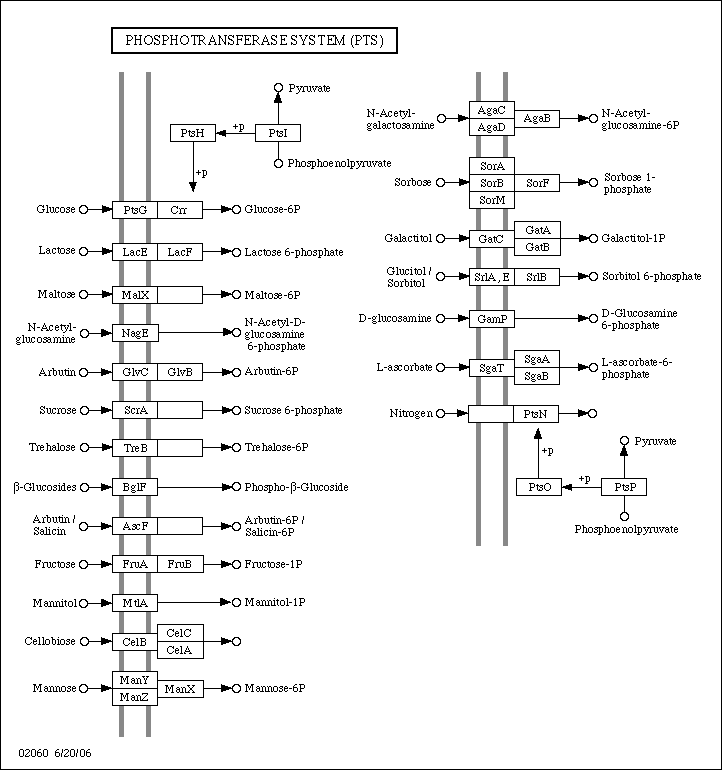 PHOSPHOTRANSFERASE SYSTEM (PTS)
Pyruvate
PtsH
+p
PtsI
+p
Phosphoenolpyruvate
Glucose
PtsG
Crr
Glucose-6P
Lactose
LacE
LacF
Lactose 6-phosphate
Maltose
MalX
Maltose-6P
N-Acetyl-
glucosamine
NagE
N-Acetyl-D-
glucosamine
6-phosphate
Arbutin
GlvC
GlvB
Arbutin-6P
Sucrose
ScrA
Sucrose 6-phosphate
Trehalose
TreB
Trehalose-6P
β-Glucosides
BglF
Phospho-β-Glucoside
Arbutin /
Salicin
AscF
Arbutin-6P /
Salicin-6P
Fructose
FruA
FruB
Fructose-1P
Mannitol
MtlA
Mannitol-1P
Cellobiose
CelB
CelC
CelA
Mannose
ManY
ManZ
ManX
Mannose-6P
N-Acetyl-
galactosamine
AgaC
AgaD
AgaB
N-Acetyl-
glucosamine-6P
Sorbose
SorA
SorB
SorM
SorF
Sorbose 1-
phosphate
Galactitol
GatC
GatA
GatB
Galactitol-1P
Glucitol /
Sorbitol
SrlA, E
SrlB
Sorbitol 6-phosphate
D-glucosamine
GamP
D-Glucosamine
6-phosphate
L-ascorbate
SgaT
SgaA
SgaB
L-ascorbate-6-
phosphate
Nitrogen
PtsN
+p
Pyruvate
PtsO
+p
PtsP
Phosphoenolpyruvate
02060 6/20/06